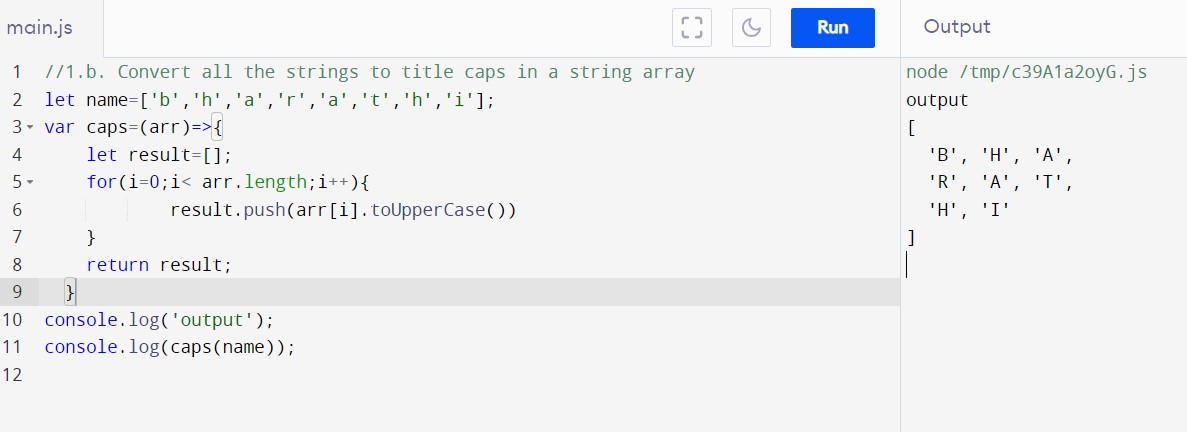 main.js
Run
Output
1 //1.b. Convert all the strings to title caps in a string array
2 let name=['b','h','a','r','a','t','h','i'];
3 var caps=(arr)=>{
4 let result=[];
5 for(i=0;i< arr.length;i++){
6 result.push(arr[i].toUpperCase())
7 }
8 return result;
9 }
10 console.log('output');
11 console.log(caps(name));
12
node /tmp/c39A1a2oyG.js
output
[
'B', 'H', 'A',
'R', 'A', 'T',
'H', 'I'
]